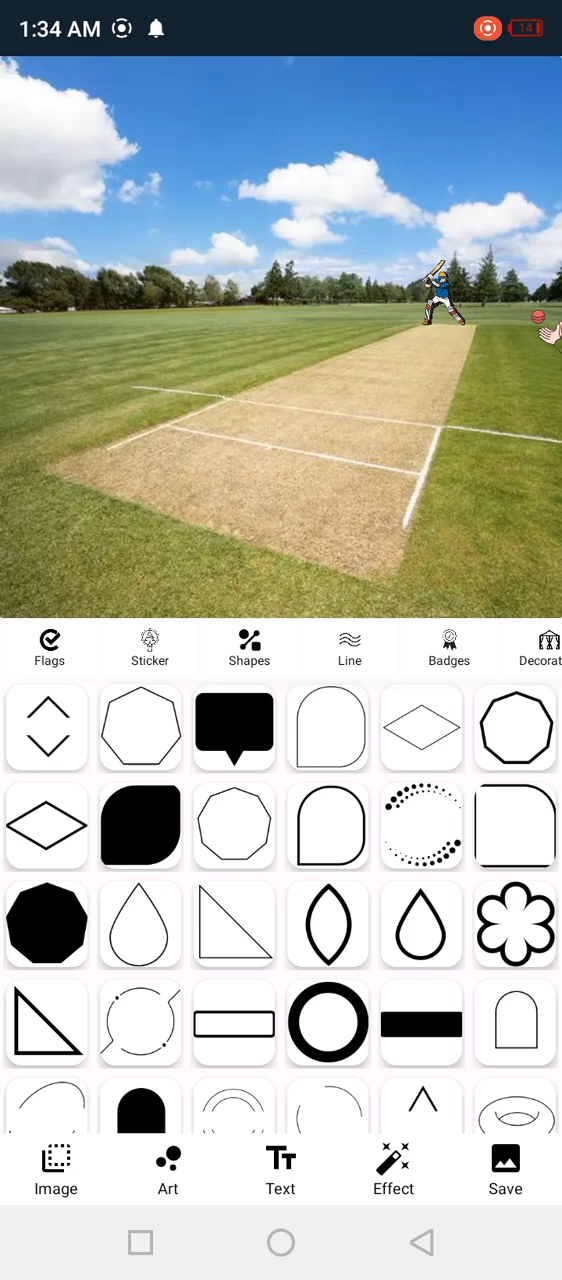 1:34 AM
14
Flags
Sticker
Shapes
Line
Badges
Decorat
Image
Art
Text
Effect
Save